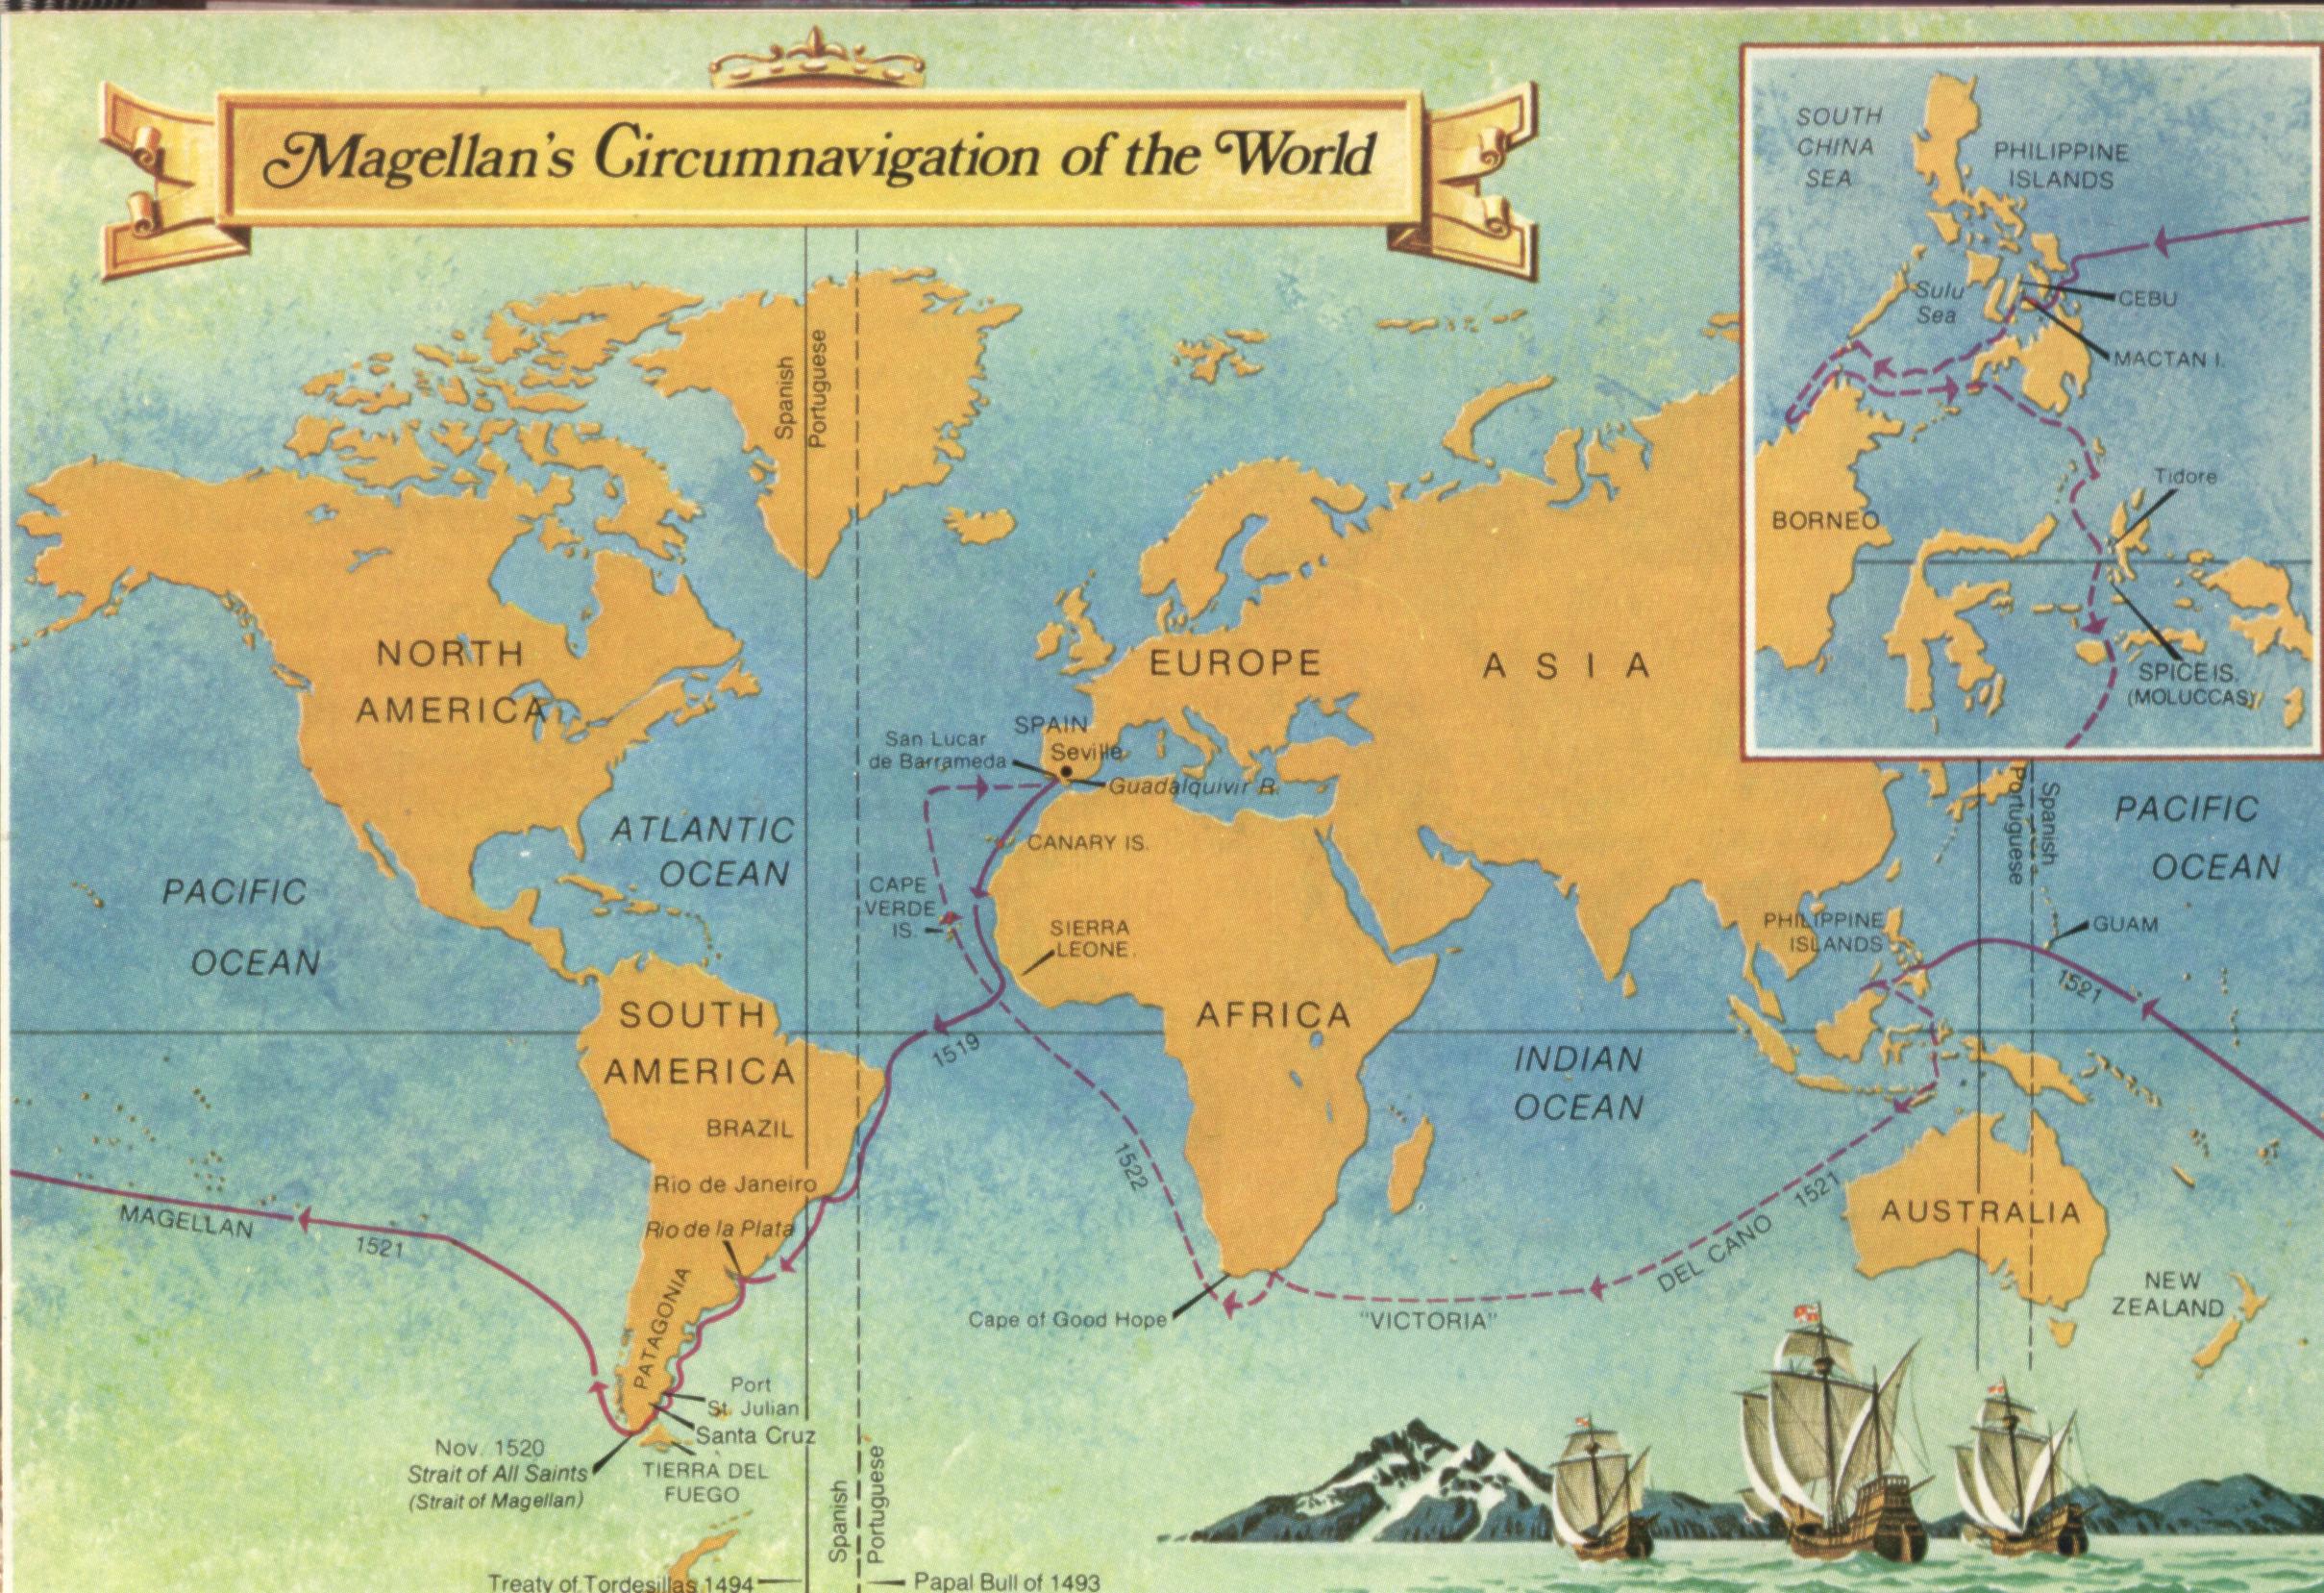 Magellan's Circumnavigation of the World
SOUTH
CHINA
SEA
PHILIPPINE
ISLANDS
Sulu
Sea
CEBU
MACTAN I.
Tidore
BORNEO
SPICE IS.
(MOLUCCAS)
Spanish
Portuguese
NORTH
AMERICA
EUROPE
ASIA
SPAIN
San Lucar
de Barrameda
Seville
Guadalquivir R.
ATLANTIC
OCEAN
CANARY IS.
PACIFIC
OCEAN
CAPE
VERDE
IS.
SIERRA
LEONE
Portuguese
Spanish
PACIFIC
OCEAN
PHILIPPINE
ISLANDS
GUAM
1521
SOUTH
AMERICA
AFRICA
1519
INDIAN
OCEAN
BRAZIL
1522
Rio de Janeiro
Rio de la Plata
MAGELLAN
1521
1521
DEL CANO
AUSTRALIA
PATAGONIA
Cape of Good Hope
"VICTORIA"
NEW
ZEALAND
Port
St. Julian
Santa Cruz
Nov. 1520
Strait of All Saints
(Strait of Magellan)
TIERRA DEL
FUEGO
Spanish
Portuguese
Treaty of Tordesillas 1494
Papal Bull of 1493